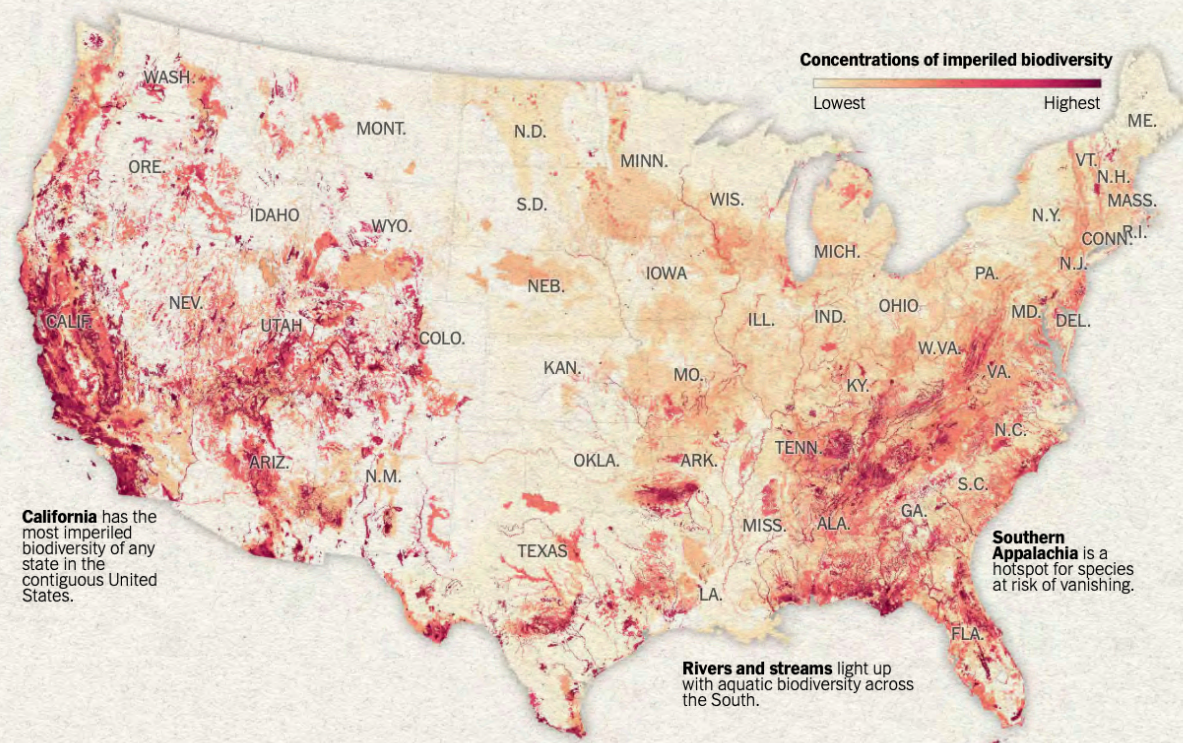 Concentrations of imperiled biodiversity
Lowest
Highest
WASH.
MONT.
N.D.
ME.
ORE.
MINN.
VT.
N.H.
IDAHO
WYO.
S.D.
WIS.
N.Y.
MASS.
CONN.
R.I.
MICH.
NEV.
NEB.
IOWA
PA.
N.J.
CALIF.
UTAH
COLO.
ILL.
IND.
OHIO
MD.
DEL.
KAN.
MO.
W.VA.
KY.
VA.
ARIZ.
N.M.
OKLA.
ARK.
TENN.
N.C.
S.C.
TEXAS
MISS.
ALA.
GA.
LA.
FLA.
California has the
most imperiled
biodiversity of any
state in the
contiguous United
States.
Southern
Appalachia is a
hotspot for species
at risk of vanishing.
Rivers and streams light up
with aquatic biodiversity across
the South.